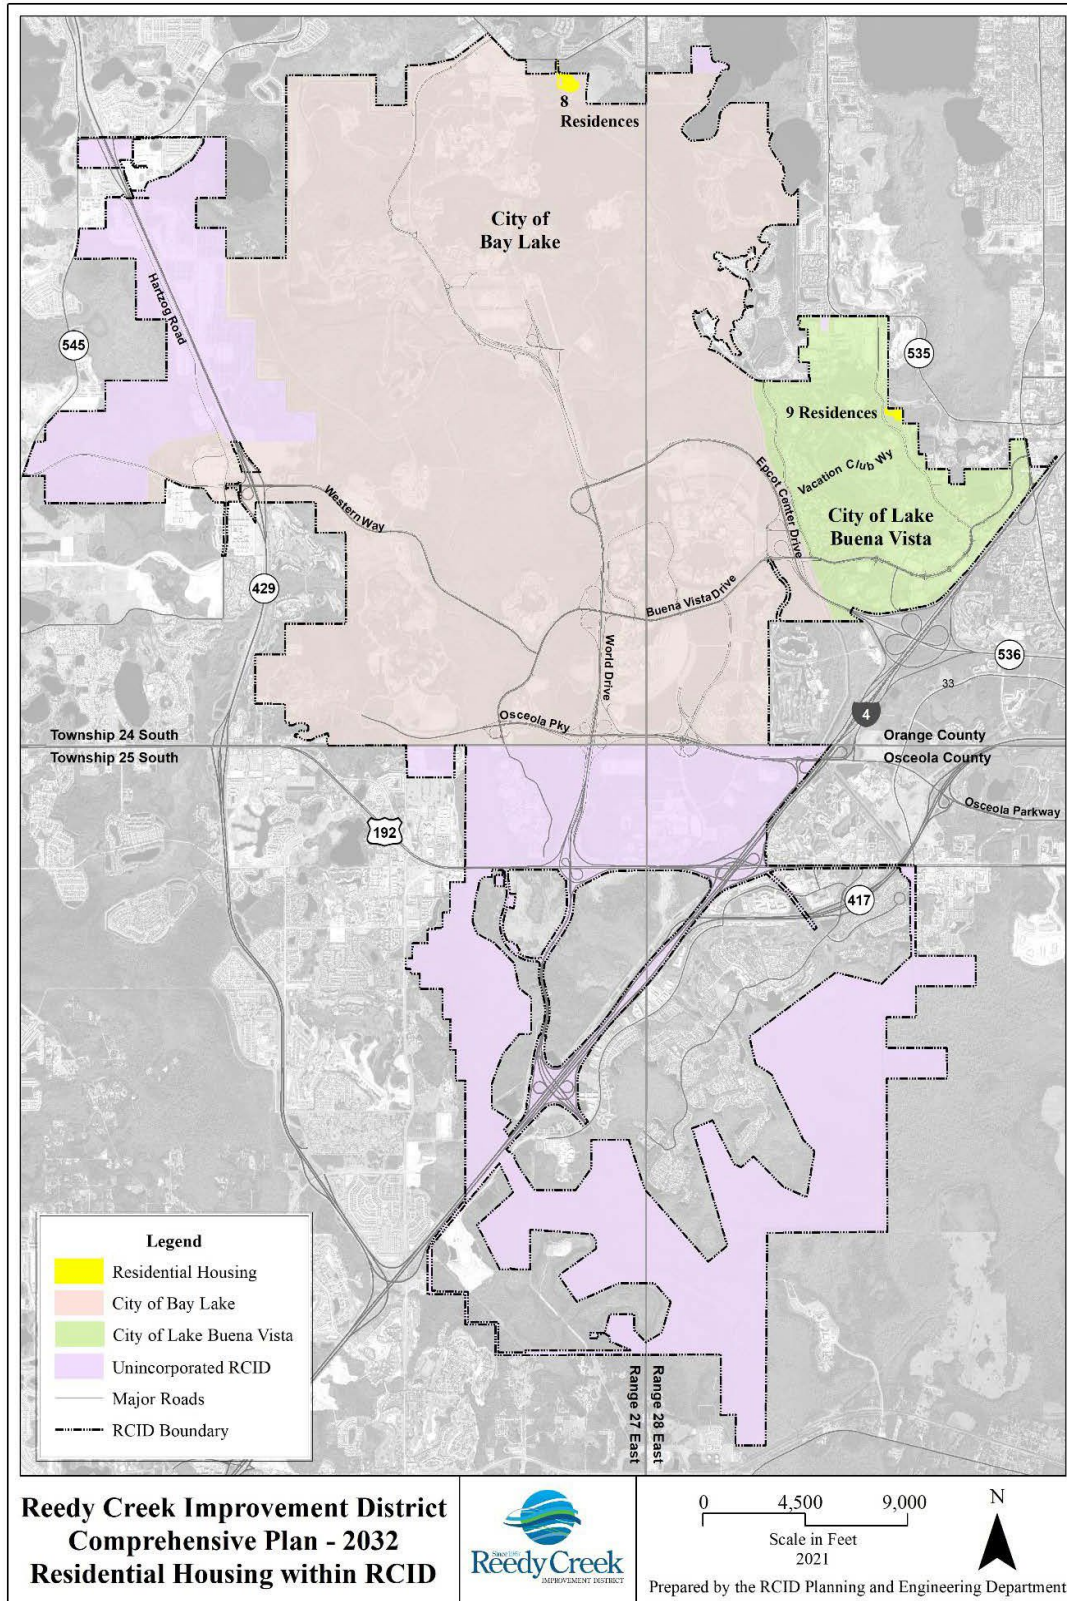 8
Residences
City of
Bay Lake
Hartzog Road
545
535
9 Residences
Vacation Club Wy
Epcot Center Drive
City of Lake
Buena Vista
Western Way
429
Buena Vista Drive
World Drive
536
33
4
Osceola Pky
Township 24 South
Orange County
Township 25 South
Osceola County
Osceola Parkway
192
417
Legend
Residential Housing
City of Bay Lake
City of Lake Buena Vista
Unincorporated RCID
Major Roads
RCID Boundary
Range 27 East
Range 28 East
Reedy Creek Improvement District
Comprehensive Plan - 2032
Residential Housing within RCID
Reedy Creek
IMPROVEMENT DISTRICT
0 4,500 9,000
Scale in Feet
2021
N
Prepared by the RCID Planning and Engineering Department